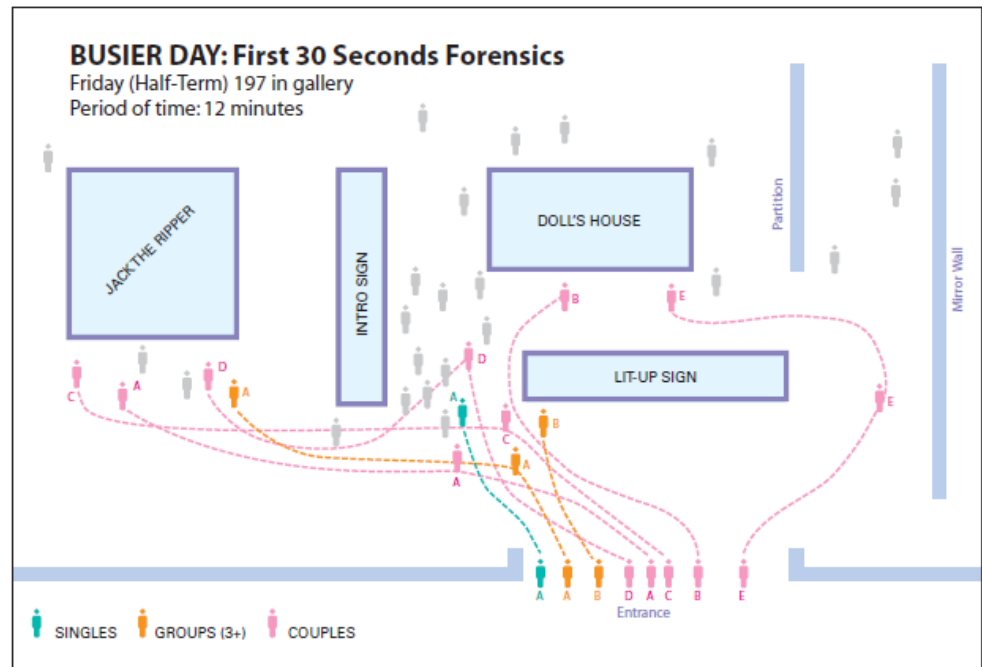 BUSIER DAY: First 30 Seconds Forensics
Friday (Half-Term) 197 in gallery
Period of time: 12 minutes
JACK THE RIPPER
INTRO SIGN
DOLL'S HOUSE
Partition
Mirror Wall
B
E
LIT-UP SIGN
D
D
C
A
A
A
E
C
B
A
A
A
A
B
D
A
C
B
E
Entrance
SINGLES
GROUPS (3+)
COUPLES